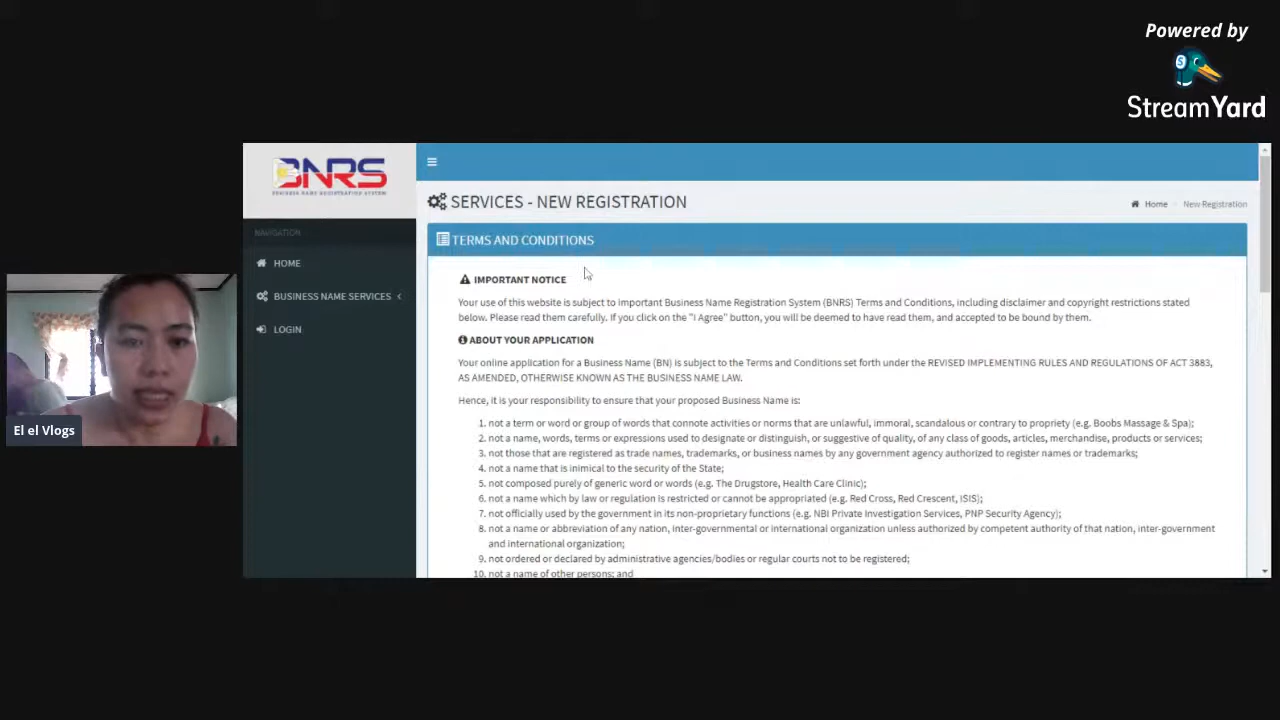 Powered by
StreamYard
BNRS
BUSINESS NAME REGISTRATION SYSTEM
NAVIGATION
HOME
BUSINESS NAME SERVICES
LOGIN
SERVICES - NEW REGISTRATION
Home
New Registration
TERMS AND CONDITIONS
IMPORTANT NOTICE
Your use of this website is subject to important Business Name Registration System (BNRS) Terms and Conditions, including disclaimer and copyright restrictions stated
below. Please read them carefully. If you click on the "I Agree" button, you will be deemed to have read them, and accepted to be bound by them.
ABOUT YOUR APPLICATION
Your online application for a Business Name (BN) is subject to the Terms and Conditions set forth under the REVISED IMPLEMENTING RULES AND REGULATIONS OF ACT 3883,
AS AMENDED, OTHERWISE KNOWN AS THE BUSINESS NAME LAW.
Hence, it is your responsibility to ensure that your proposed Business Name is:
1. not a term or word or group of words that connote activities or norms that are unlawful, immoral, scandalous or contrary to propriety (e.g. Boobs Massage & Spa);
2. not a name, words, terms or expressions used to designate or distinguish, or suggestive of quality, of any class of goods, articles, merchandise, products or services;
3. not those that are registered as trade names, trademarks, or business names by any government agency authorized to register names or trademarks;
4. not a name that is inimical to the security of the State;
5. not composed purely of generic word or words (e.g. The Drugstore, Health Care Clinic);
6. not a name which by law or regulation is restricted or cannot be appropriated (e.g. Red Cross, Red Crescent, ISIS);
7. not officially used by the government in its non-proprietary functions (e.g. NBI Private Investigation Services, PNP Security Agency);
8. not a name or abbreviation of any nation, inter-governmental or international organization unless authorized by competent authority of that nation, inter-government
and international organization;
9. not ordered or declared by administrative agencies/bodies or regular courts not to be registered;
10. not a name of other persons; and
El el Vlogs